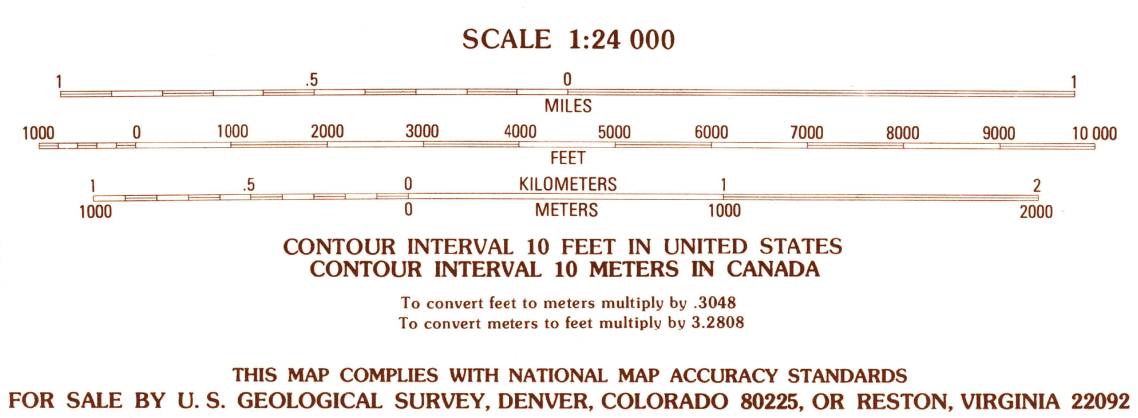 SCALE 1:24 000
1 .5 0 1
MILES
1000 0 1000 2000 3000 4000 5000 6000 7000 8000 9000 10 000
FEET
1 .5 0 KILOMETERS 1 2
1000 0 METERS 1000 2000
CONTOUR INTERVAL 10 FEET IN UNITED STATES
CONTOUR INTERVAL 10 METERS IN CANADA
To convert feet to meters multiply by .3048
To convert meters to feet multiply by 3.2808
THIS MAP COMPLIES WITH NATIONAL MAP ACCURACY STANDARDS
FOR SALE BY U. S. GEOLOGICAL SURVEY, DENVER, COLORADO 80225, OR RESTON, VIRGINIA 22092